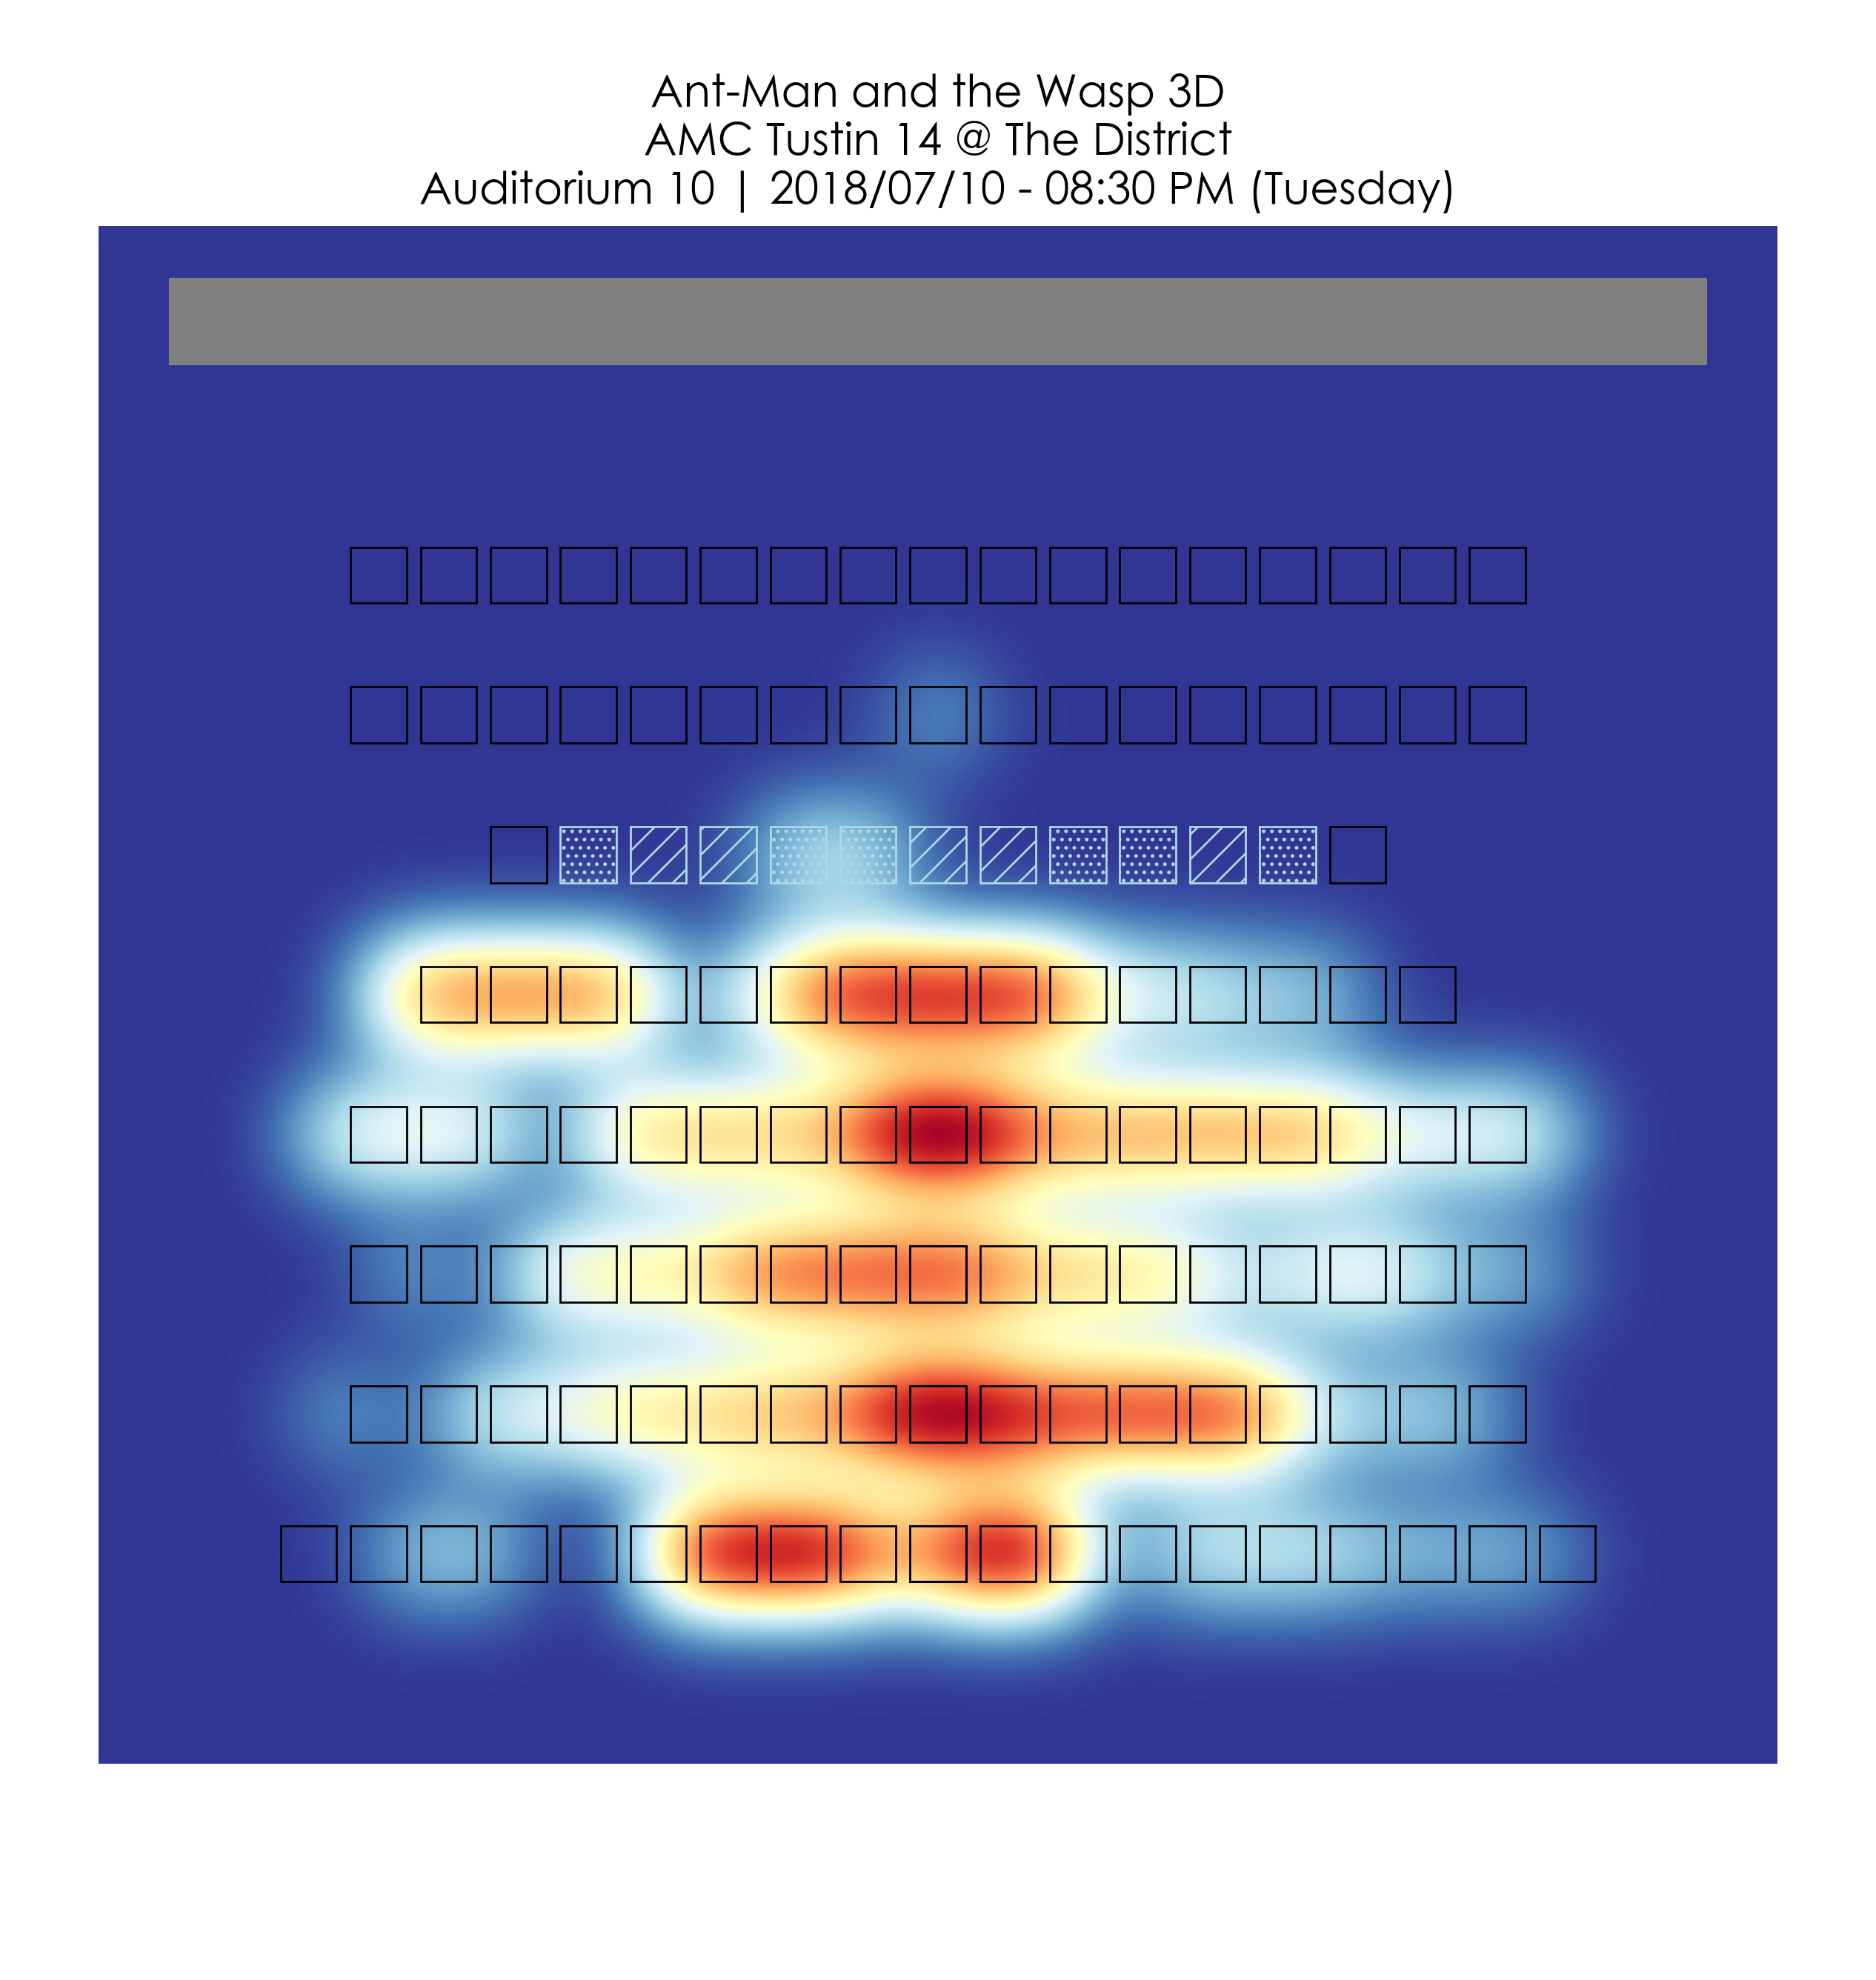 Ant-Man and the Wasp 3D
AMC Tustin 14 @ The District
Auditorium 10 | 2018/07/10 - 08:30 PM (Tuesday)